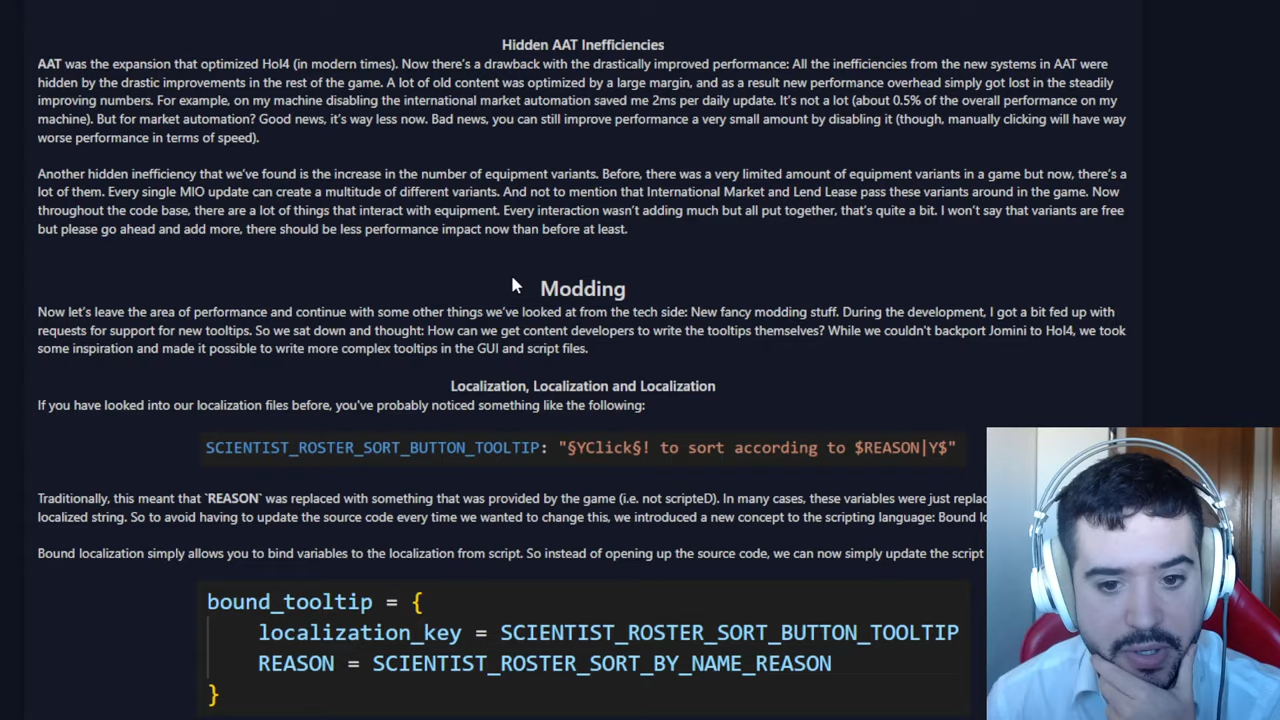 Hidden AAT Inefficiencies
AAT was the expansion that optimized HoI4 (in modern times). Now there's a drawback with the drastically improved performance: All the inefficiencies from the new systems in AAT were
hidden by the drastic improvements in the rest of the game. A lot of old content was optimized by a large margin, and as a result new performance overhead simply got lost in the steadily
improving numbers. For example, on my machine disabling the international market automation saved me 2ms per daily update. It's not a lot (about 0.5% of the overall performance on my
machine). But for market automation? Good news, it's way less now. Bad news, you can still improve performance a very small amount by disabling it (though, manually clicking will have way
worse performance in terms of speed).
Another hidden inefficiency that we've found is the increase in the number of equipment variants. Before, there was a very limited amount of equipment variants in a game but now, there's a
lot of them. Every single MIO update can create a multitude of different variants. And not to mention that International Market and Lend Lease pass these variants around in the game. Now
throughout the code base, there are a lot of things that interact with equipment. Every interaction wasn't adding much but all put together, that's quite a bit. I won't say that variants are free
but please go ahead and add more, there should be less performance impact now than before at least.
Modding
Now let's leave the area of performance and continue with some other things we've looked at from the tech side: New fancy modding stuff. During the development, I got a bit fed up with
requests for support for new tooltips. So we sat down and thought: How can we get content developers to write the tooltips themselves? While we couldn't backport Jomini to HoI4, we took
some inspiration and made it possible to write more complex tooltips in the GUI and script files.
Localization, Localization and Localization
If you have looked into our localization files before, you've probably noticed something like the following:
SCIENTIST_ROSTER_SORT_BUTTON_TOOLTIP: "§YClick§! to sort according to $REASON|Y$"
Traditionally, this meant that `REASON` was replaced with something that was provided by the game (i.e. not scripteD). In many cases, these variables were just replac
localized string. So to avoid having to update the source code every time we wanted to change this, we introduced a new concept to the scripting language: Bound lo
Bound localization simply allows you to bind variables to the localization from script. So instead of opening up the source code, we can now simply update the script
bound_tooltip = {
localization_key = SCIENTIST_ROSTER_SORT_BUTTON_TOOLTIP
REASON = SCIENTIST_ROSTER_SORT_BY_NAME_REASON
}